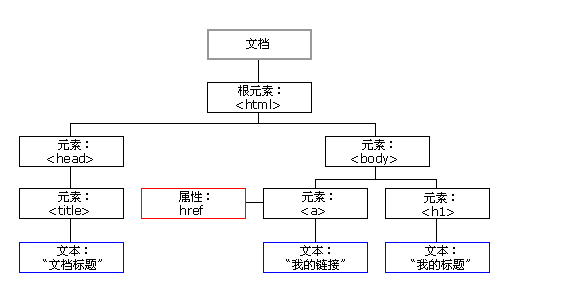 文档
根元素：
<html>
元素：
<head>
元素：
<body>
元素：
<title>
属性：
href
元素：
<a>
元素：
<h1>
文本：
“文档标题”
文本：
“我的链接”
文本：
“我的标题”